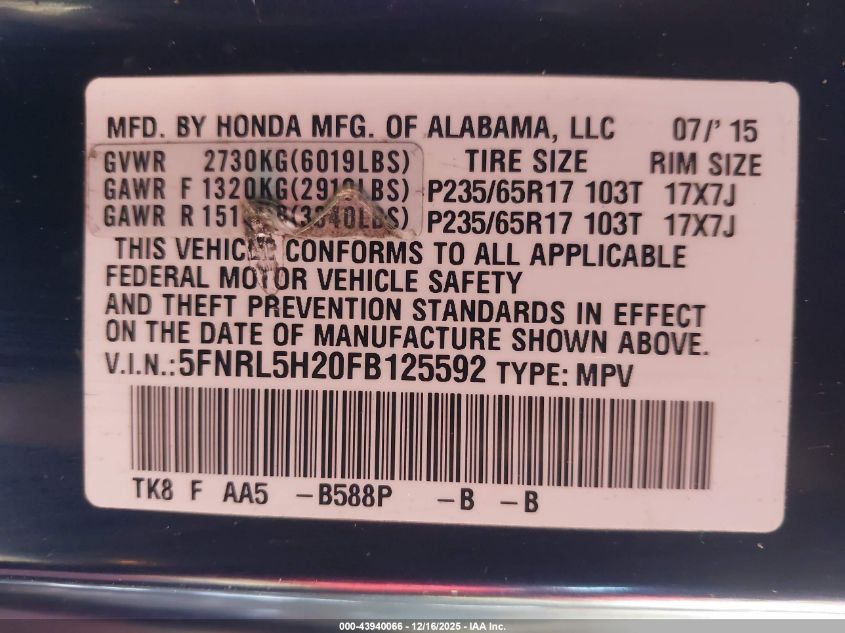 MFD. BY HONDA MFG. OF ALABAMA, LLC 07/' 15
GVWR 2730KG(6019LBS) TIRE SIZE RIM SIZE
GAWR F 1320KG(2910LBS) P235/65R17 103T 17X7J
GAWR R P235/65R17 103T 17X7J
THIS CONFORMS TO ALL APPLICABLE
FEDERAL MOTOR VEHICLE SAFETY
AND THEFT PREVENTION STANDARDS IN EFFECT
ON THE DATE OF MANUFACTURE SHOWN ABOVE.
V.I.N.:5FNRL5H20FB125592 TYPE: MPV
TK8 F AA5 -B588P -B -B
000-43940066 - 12/16/2025 - IAA Inc.